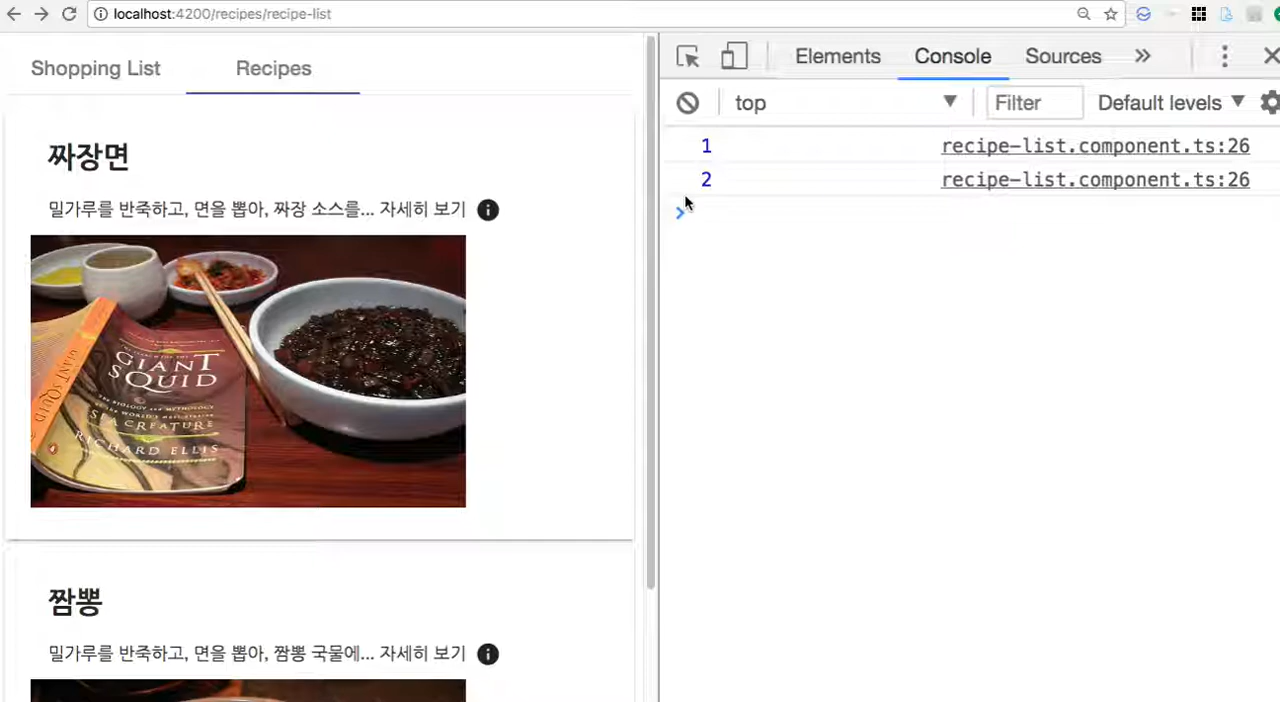 localhost:4200/recipes/recipe-list
Shopping List Recipes
짜장면
밀가루를 반죽하고, 면을 뽑아, 짜장 소스를... 자세히 보기
GIANT
SQUID
SEA CREATURE
RICHARD ELLIS
짬뽕
밀가루를 반죽하고, 면을 뽑아, 짬뽕 국물에... 자세히 보기
Elements Console Sources
top Filter Default levels
1 recipe-list.component.ts:26
2 recipe-list.component.ts:26